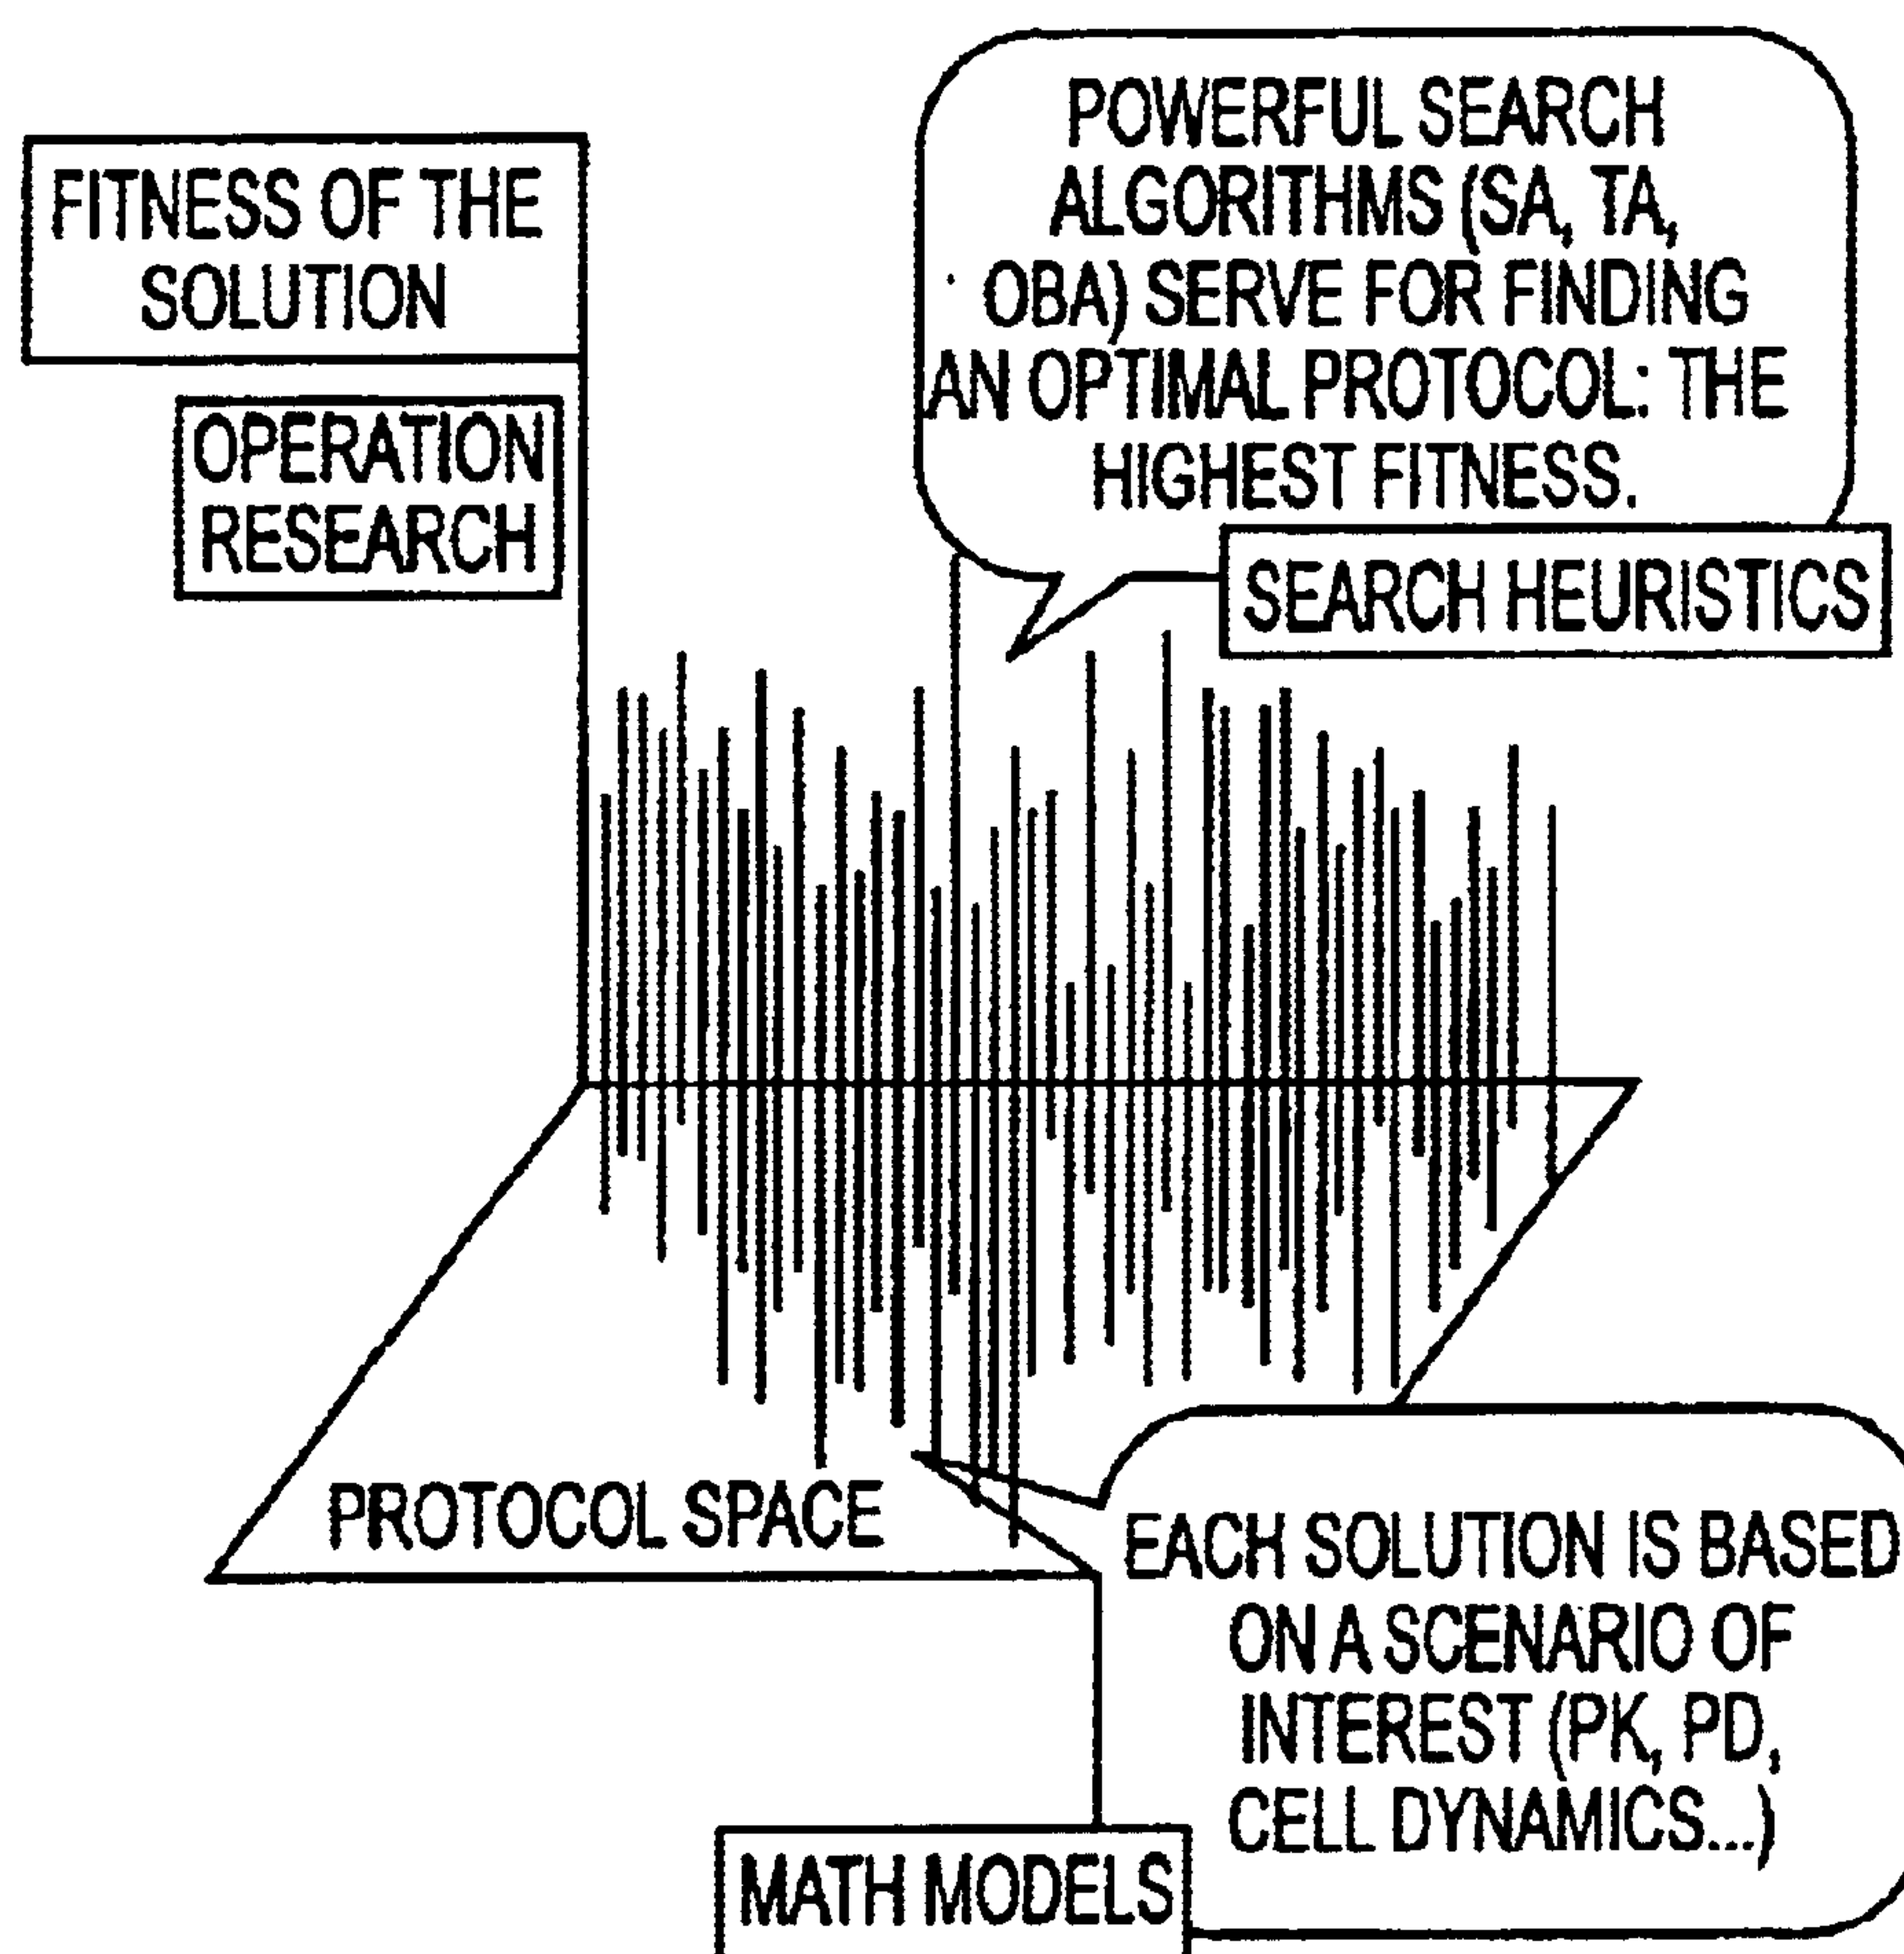 FITNESS OF THE
SOLUTION
OPERATION
RESEARCH
POWERFUL SEARCH
ALGORITHMS (SA, TA,
OBA) SERVE FOR FINDING
AN OPTIMAL PROTOCOL: THE
HIGHEST FITNESS.
SEARCH HEURISTICS
PROTOCOL SPACE
EACH SOLUTION IS BASED
ON A SCENARIO OF
INTEREST (PK, PD,
CELL DYNAMICS...)
MATH MODELS